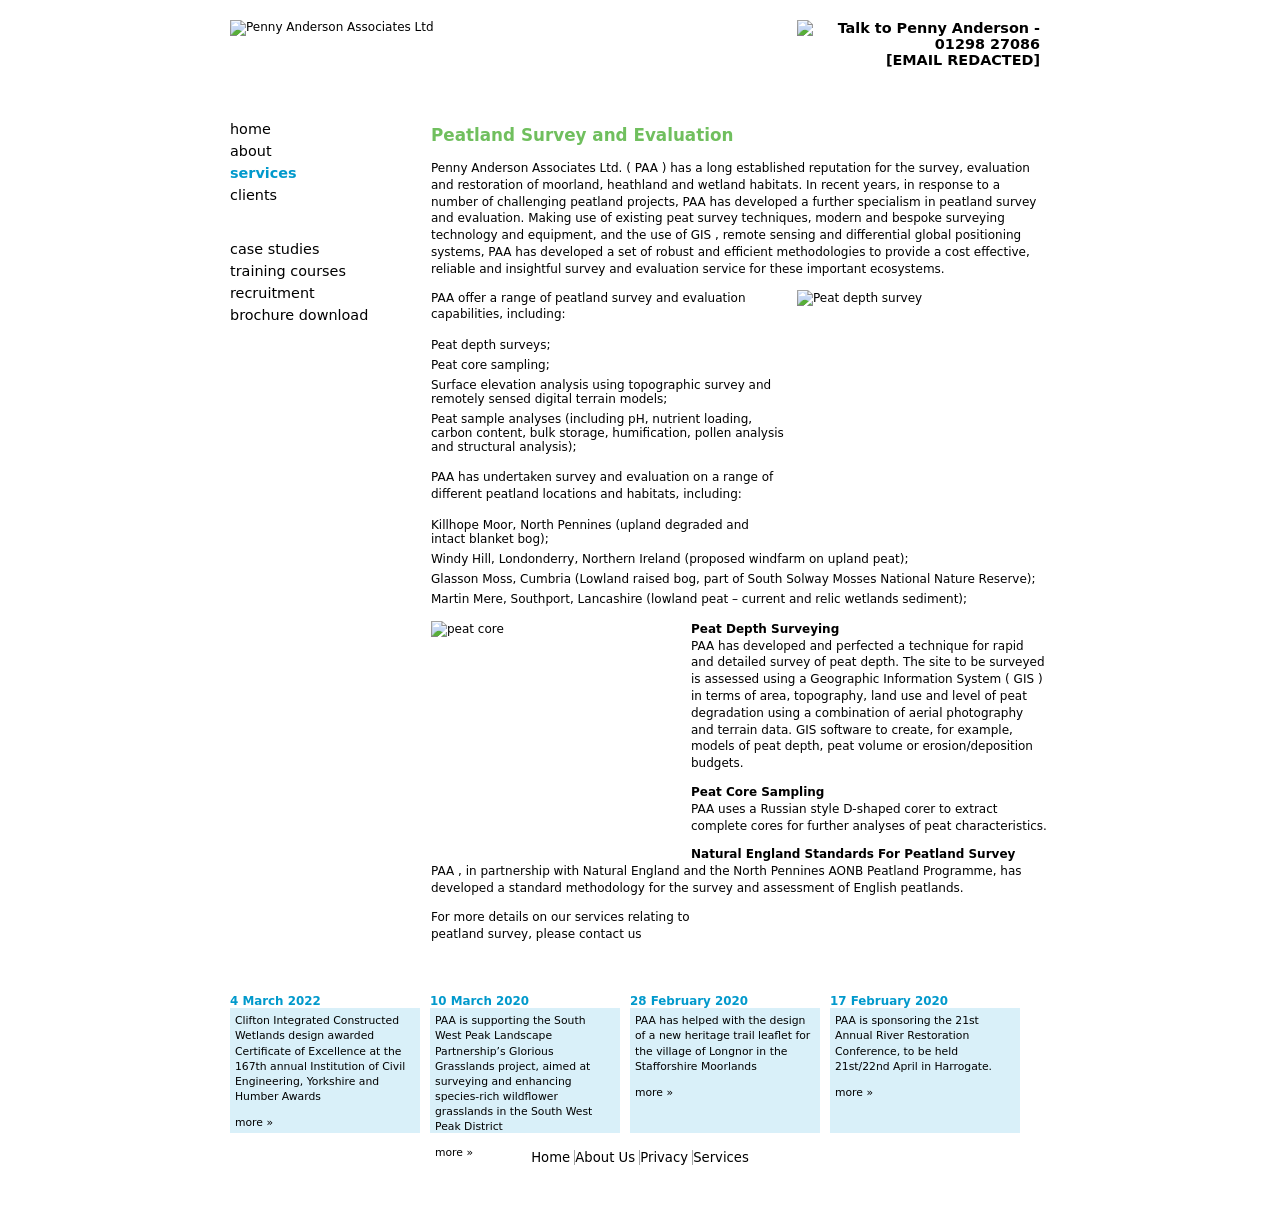 Penny Anderson Associates Ltd
Talk to Penny Anderson -
01298 27086
[EMAIL REDACTED]
home
about
services
clients
case studies
training courses
recruitment
brochure download
Peatland Survey and Evaluation
Penny Anderson Associates Ltd. ( PAA ) has a long established reputation for the survey, evaluation
and restoration of moorland, heathland and wetland habitats. In recent years, in response to a
number of challenging peatland projects, PAA has developed a further specialism in peatland survey
and evaluation. Making use of existing peat survey techniques, modern and bespoke surveying
technology and equipment, and the use of GIS , remote sensing and differential global positioning
systems, PAA has developed a set of robust and efficient methodologies to provide a cost effective,
reliable and insightful survey and evaluation service for these important ecosystems.
PAA offer a range of peatland survey and evaluation
capabilities, including:
Peat depth survey
Peat depth surveys;
Peat core sampling;
Surface elevation analysis using topographic survey and
remotely sensed digital terrain models;
Peat sample analyses (including pH, nutrient loading,
carbon content, bulk storage, humification, pollen analysis
and structural analysis);
PAA has undertaken survey and evaluation on a range of
different peatland locations and habitats, including:
Killhope Moor, North Pennines (upland degraded and
intact blanket bog);
Windy Hill, Londonderry, Northern Ireland (proposed windfarm on upland peat);
Glasson Moss, Cumbria (Lowland raised bog, part of South Solway Mosses National Nature Reserve);
Martin Mere, Southport, Lancashire (lowland peat – current and relic wetlands sediment);
peat core
Peat Depth Surveying
PAA has developed and perfected a technique for rapid
and detailed survey of peat depth. The site to be surveyed
is assessed using a Geographic Information System ( GIS )
in terms of area, topography, land use and level of peat
degradation using a combination of aerial photography
and terrain data. GIS software to create, for example,
models of peat depth, peat volume or erosion/deposition
budgets.
Peat Core Sampling
PAA uses a Russian style D-shaped corer to extract
complete cores for further analyses of peat characteristics.
Natural England Standards For Peatland Survey
PAA , in partnership with Natural England and the North Pennines AONB Peatland Programme, has
developed a standard methodology for the survey and assessment of English peatlands.
For more details on our services relating to
peatland survey, please contact us
4 March 2022
Clifton Integrated Constructed
Wetlands design awarded
Certificate of Excellence at the
167th annual Institution of Civil
Engineering, Yorkshire and
Humber Awards
more »
10 March 2020
PAA is supporting the South
West Peak Landscape
Partnership’s Glorious
Grasslands project, aimed at
surveying and enhancing
species-rich wildflower
grasslands in the South West
Peak District
more »
28 February 2020
PAA has helped with the design
of a new heritage trail leaflet for
the village of Longnor in the
Stafforshire Moorlands
more »
17 February 2020
PAA is sponsoring the 21st
Annual River Restoration
Conference, to be held
21st/22nd April in Harrogate.
more »
Home About Us Privacy Services